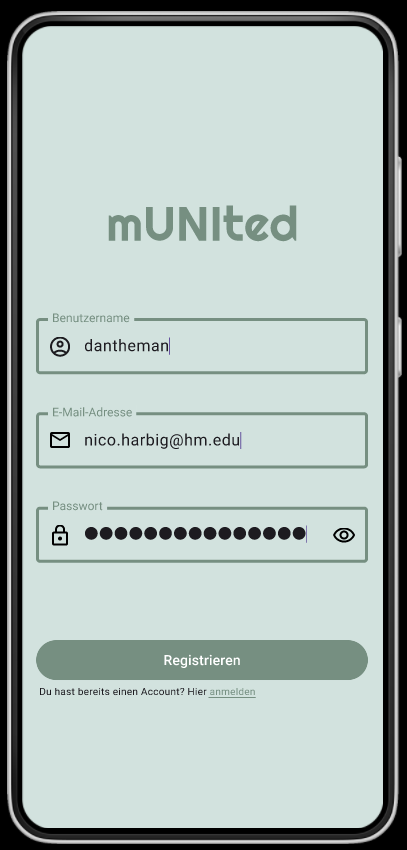 mUNIted
Benutzername
dantheman
E-Mail-Adresse
nico.harbig@hm.edu
Passwort
Registrieren
Du hast bereits einen Account? Hier anmelden